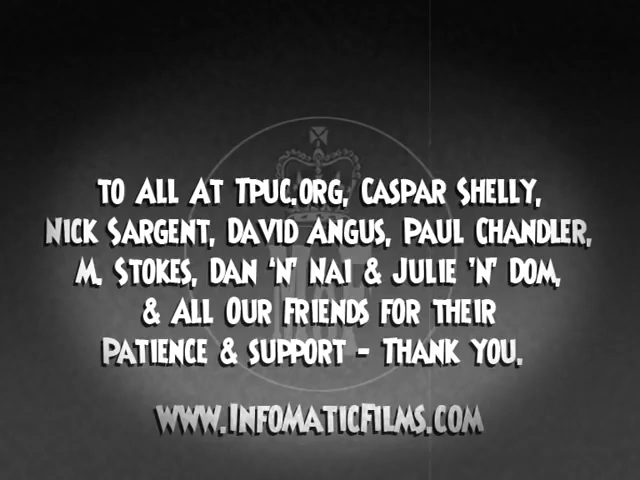 to All At Tpuc.org, Caspar Shelly,
Nick Sargent, David Angus, Paul Chandler,
M. Stokes, Dan 'n' Nai & Julie 'n' Dom,
& All Our Friends for their
Patience & support - Thank you.
www.InfomaticFilms.com